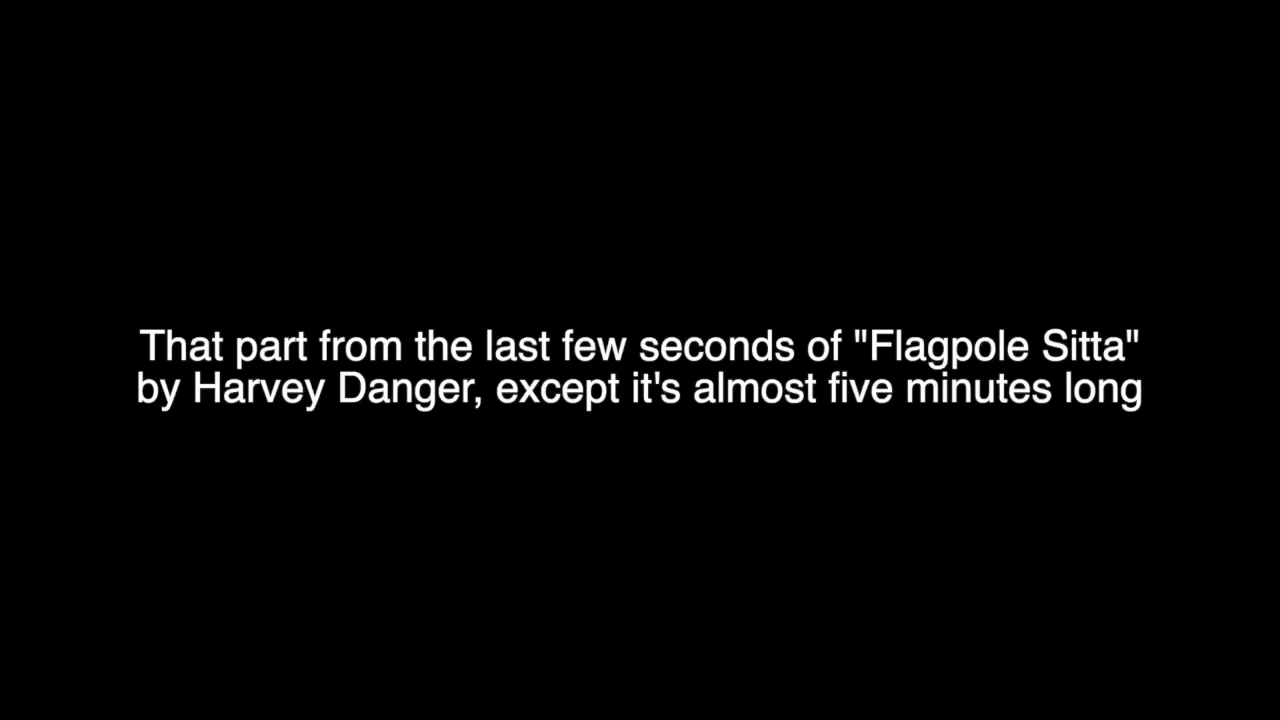 That part from the last few seconds of "Flagpole Sitta"
by Harvey Danger, except it's almost five minutes long